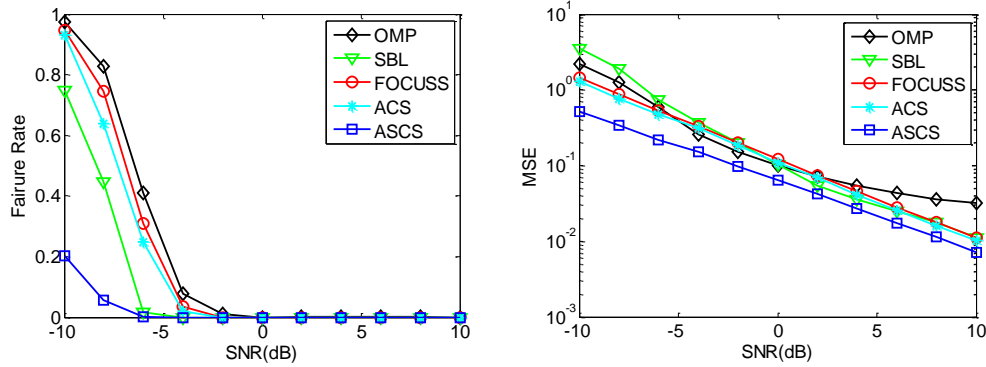 1
0.8
0.6
0.4
0.2
0
-10
-5
0
5
10
Fairure Rate
SNR(dB)
OMP
SBL
FOCUSS
ACS
ASCS
10^1
10^0
10^-1
10^-2
10^-3
-10
-5
0
5
10
MSE
SNR(dB)
OMP
SBL
FOCUSS
ACS
ASCS